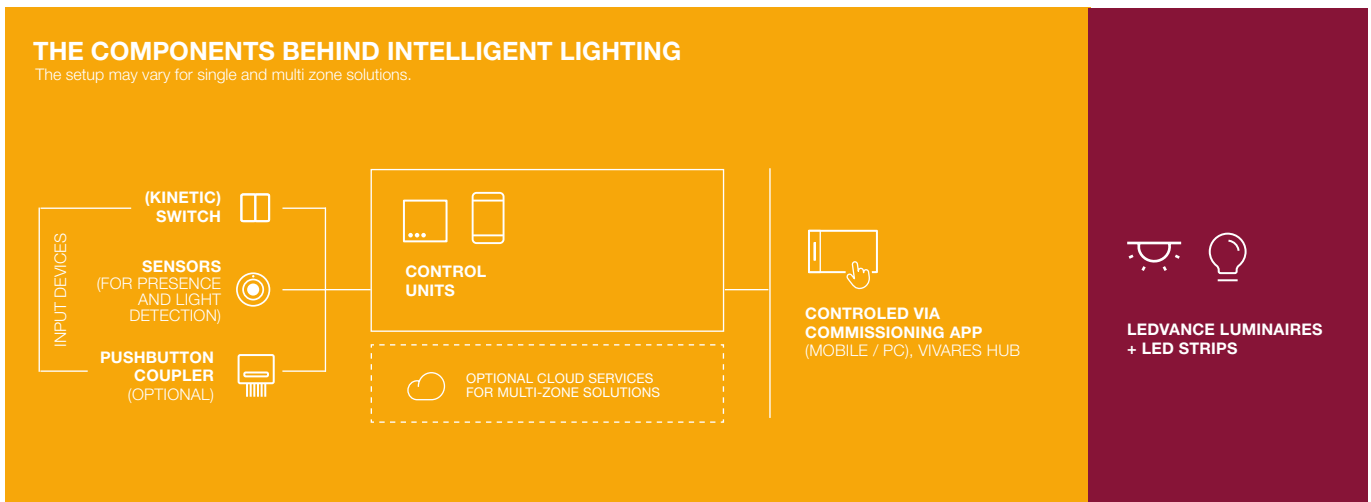 THE COMPONENTS BEHIND INTELLIGENT LIGHTING
The setup may vary for single and multi zone solutions.
INPUT DEVICES
(KINETIC)
SWITCH
SENSORS
(FOR PRESENCE
AND LIGHT
DETECTION)
PUSHBUTTON
COUPLER
(OPTIONAL)
CONTROL
UNITS
OPTIONAL CLOUD SERVICES
FOR MULTI-ZONE SOLUTIONS
CONTROLED VIA
COMMISSIONING APP
(MOBILE / PC), VIVARES HUB
LEDVANCE LUMINAIRES
+ LED STRIPS